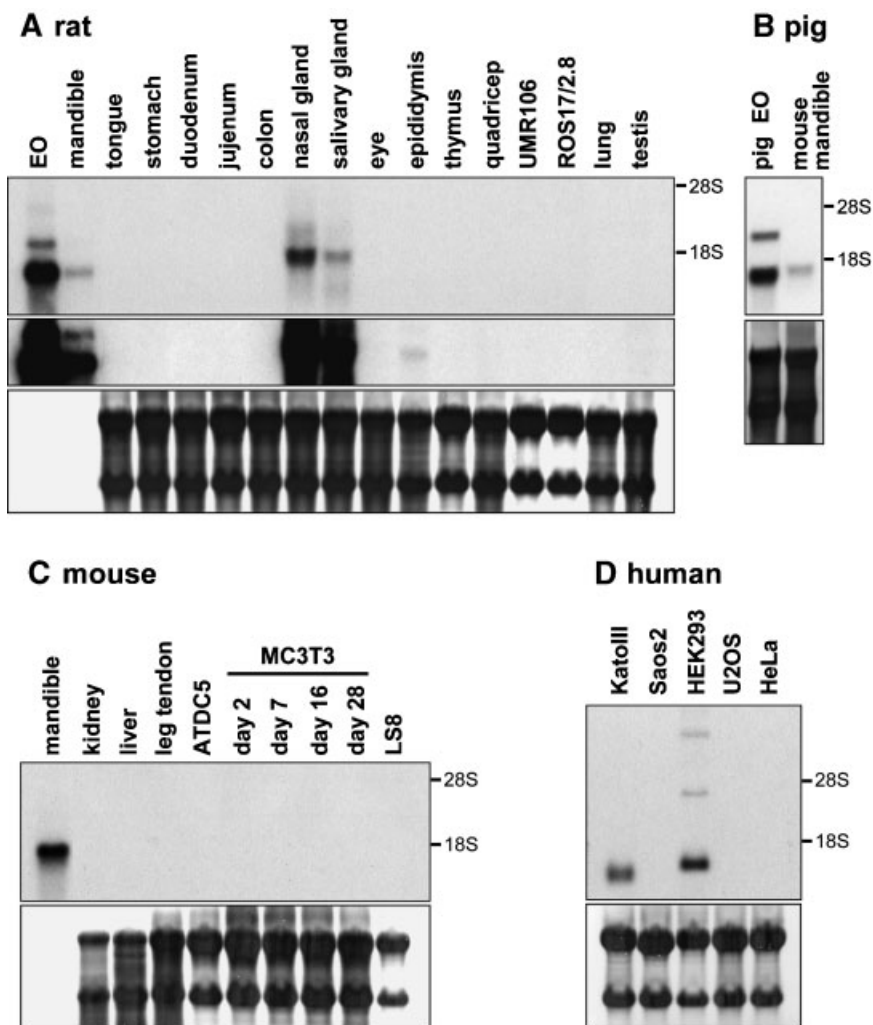 A rat
EO
mandible
tongue
stomach
duodenum
jujenum
colon
nasal gland
salivary gland
eye
epididymis
thymus
quadricep
UMR106
ROS17/2.8
lung
testis
28S
18S
B pig
pig EO
mouse
mandible
28S
18S
C mouse
mandible
kidney
liver
leg tendon
ATDC5
MC3T3
day 2
day 7
day 16
day 28
LS8
28S
18S
D human
KatoIII
Saos2
HEK293
U2OS
HeLa
28S
18S